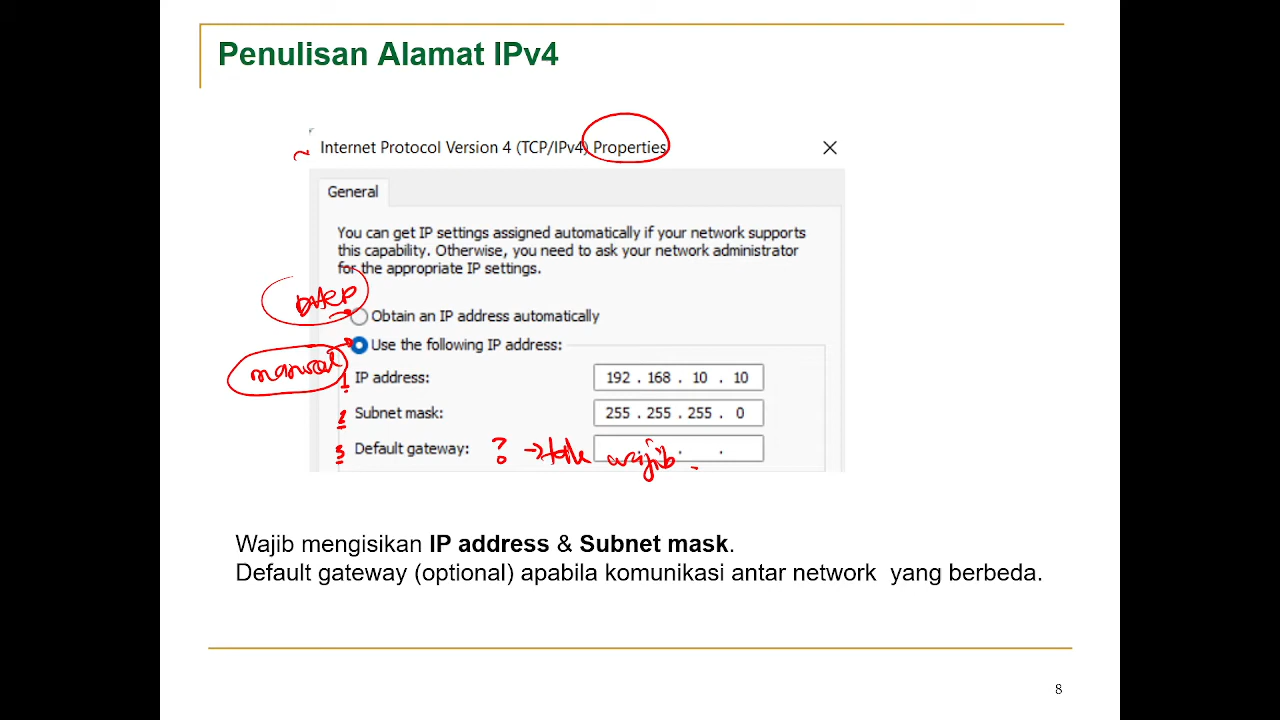 Penulisan Alamat IPv4
Internet Protocol Version 4 (TCP/IPv4) Properties
General
You can get IP settings assigned automatically if your network supports
this capability. Otherwise, you need to ask your network administrator
for the appropriate IP settings.
DHCP
Obtain an IP address automatically
manual
Use the following IP address:
1 IP address: 192 . 168 . 10 . 10
2 Subnet mask: 255 . 255 . 255 . 0
3 Default gateway: ? → tdk wajib . . .
Wajib mengisikan IP address & Subnet mask.
Default gateway (optional) apabila komunikasi antar network yang berbeda.
8